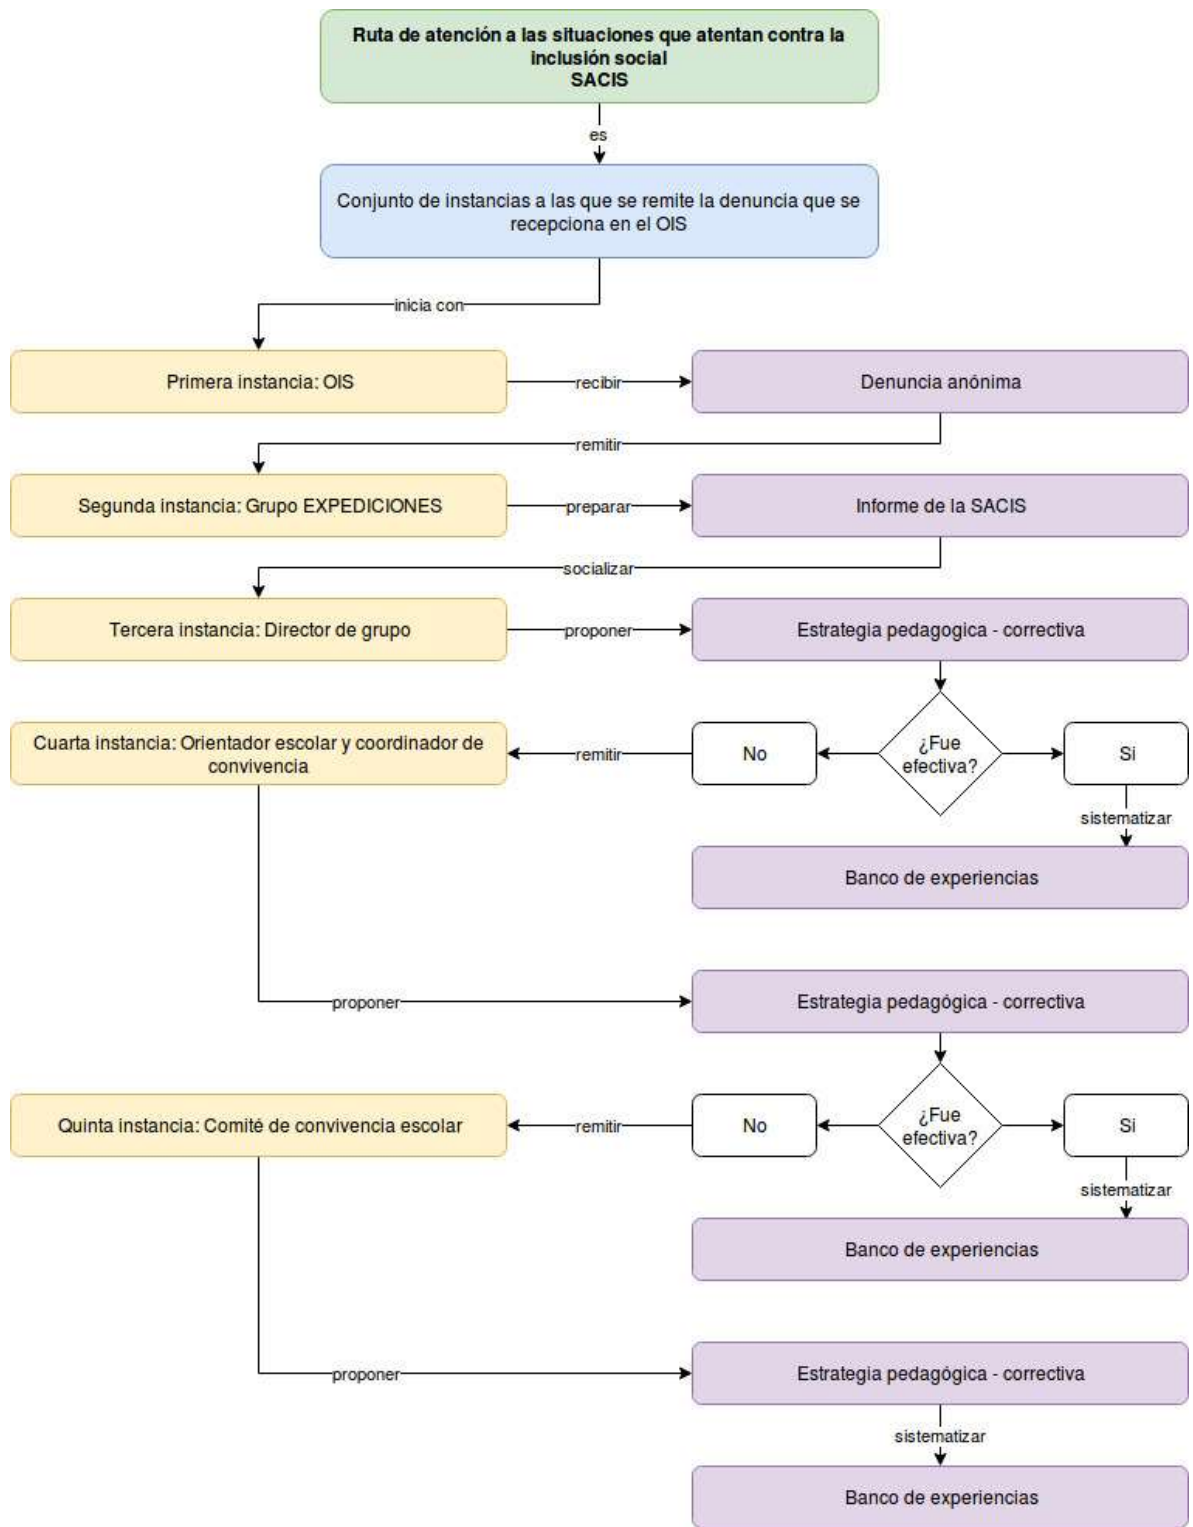 Ruta de atención a las situaciones que atentan contra la
inclusión social
SACIS
es
Conjunto de instancias a las que se remite la denuncia que se
recepciona en el OIS
inicia con
Primera instancia: OIS
recibir
Denuncia anónima
remitir
Segunda instancia: Grupo EXPEDICIONES
preparar
Informe de la SACIS
socializar
Tercera instancia: Director de grupo
proponer
Estrategia pedagogica - correctiva
Cuarta instancia: Orientador escolar y coordinador de
convivencia
remitir
No
¿Fue
efectiva?
Si
sistematizar
Banco de experiencias
proponer
Estrategia pedagógica - correctiva
Quinta instancia: Comité de convivencia escolar
remitir
No
¿Fue
efectiva?
Si
sistematizar
Banco de experiencias
proponer
Estrategia pedagógica - correctiva
sistematizar
Banco de experiencias